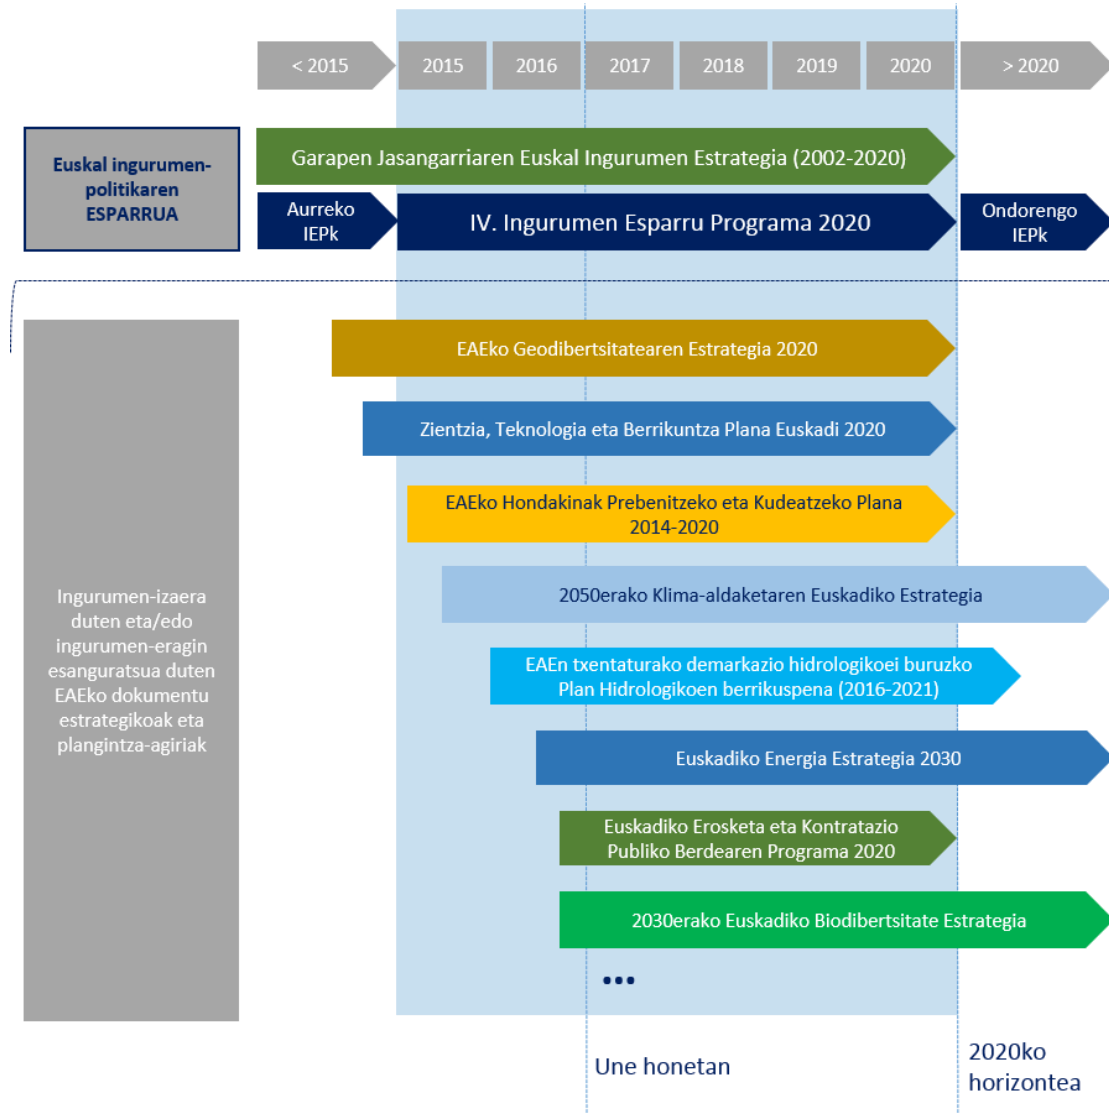 < 2015
2015
2016
2017
2018
2019
2020
> 2020
Euskal ingurumen-
politikaren
ESPARRUA
Garapen Jasangarriaren Euskal Ingurumen Estrategia (2002-2020)
Aurreko
IEPk
IV. Ingurumen Esparru Programa 2020
Ondorengo
IEPk
Ingurumen-izaera
duten eta/edo
ingurumen-eragin
esanguratsua duten
EAEko dokumentu
estrategikoak eta
plangintza-agiriak
EAEko Geodibertsitatearen Estrategia 2020
Zientzia, Teknologia eta Berrikuntza Plana Euskadi 2020
EAEko Hondakinak Prebenitzeko eta Kudeatzeko Plana
2014-2020
2050erako Klima-aldaketaren Euskadiko Estrategia
EAEn txentaturako demarkazio hidrologikoei buruzko
Plan Hidrologikoen berrikuspena (2016-2021)
Euskadiko Energia Estrategia 2030
Euskadiko Erosketa eta Kontratazio
Publiko Berdearen Programa 2020
2030erako Euskadiko Biodibertsitate Estrategia
...
Une honetan
2020ko
horizontea